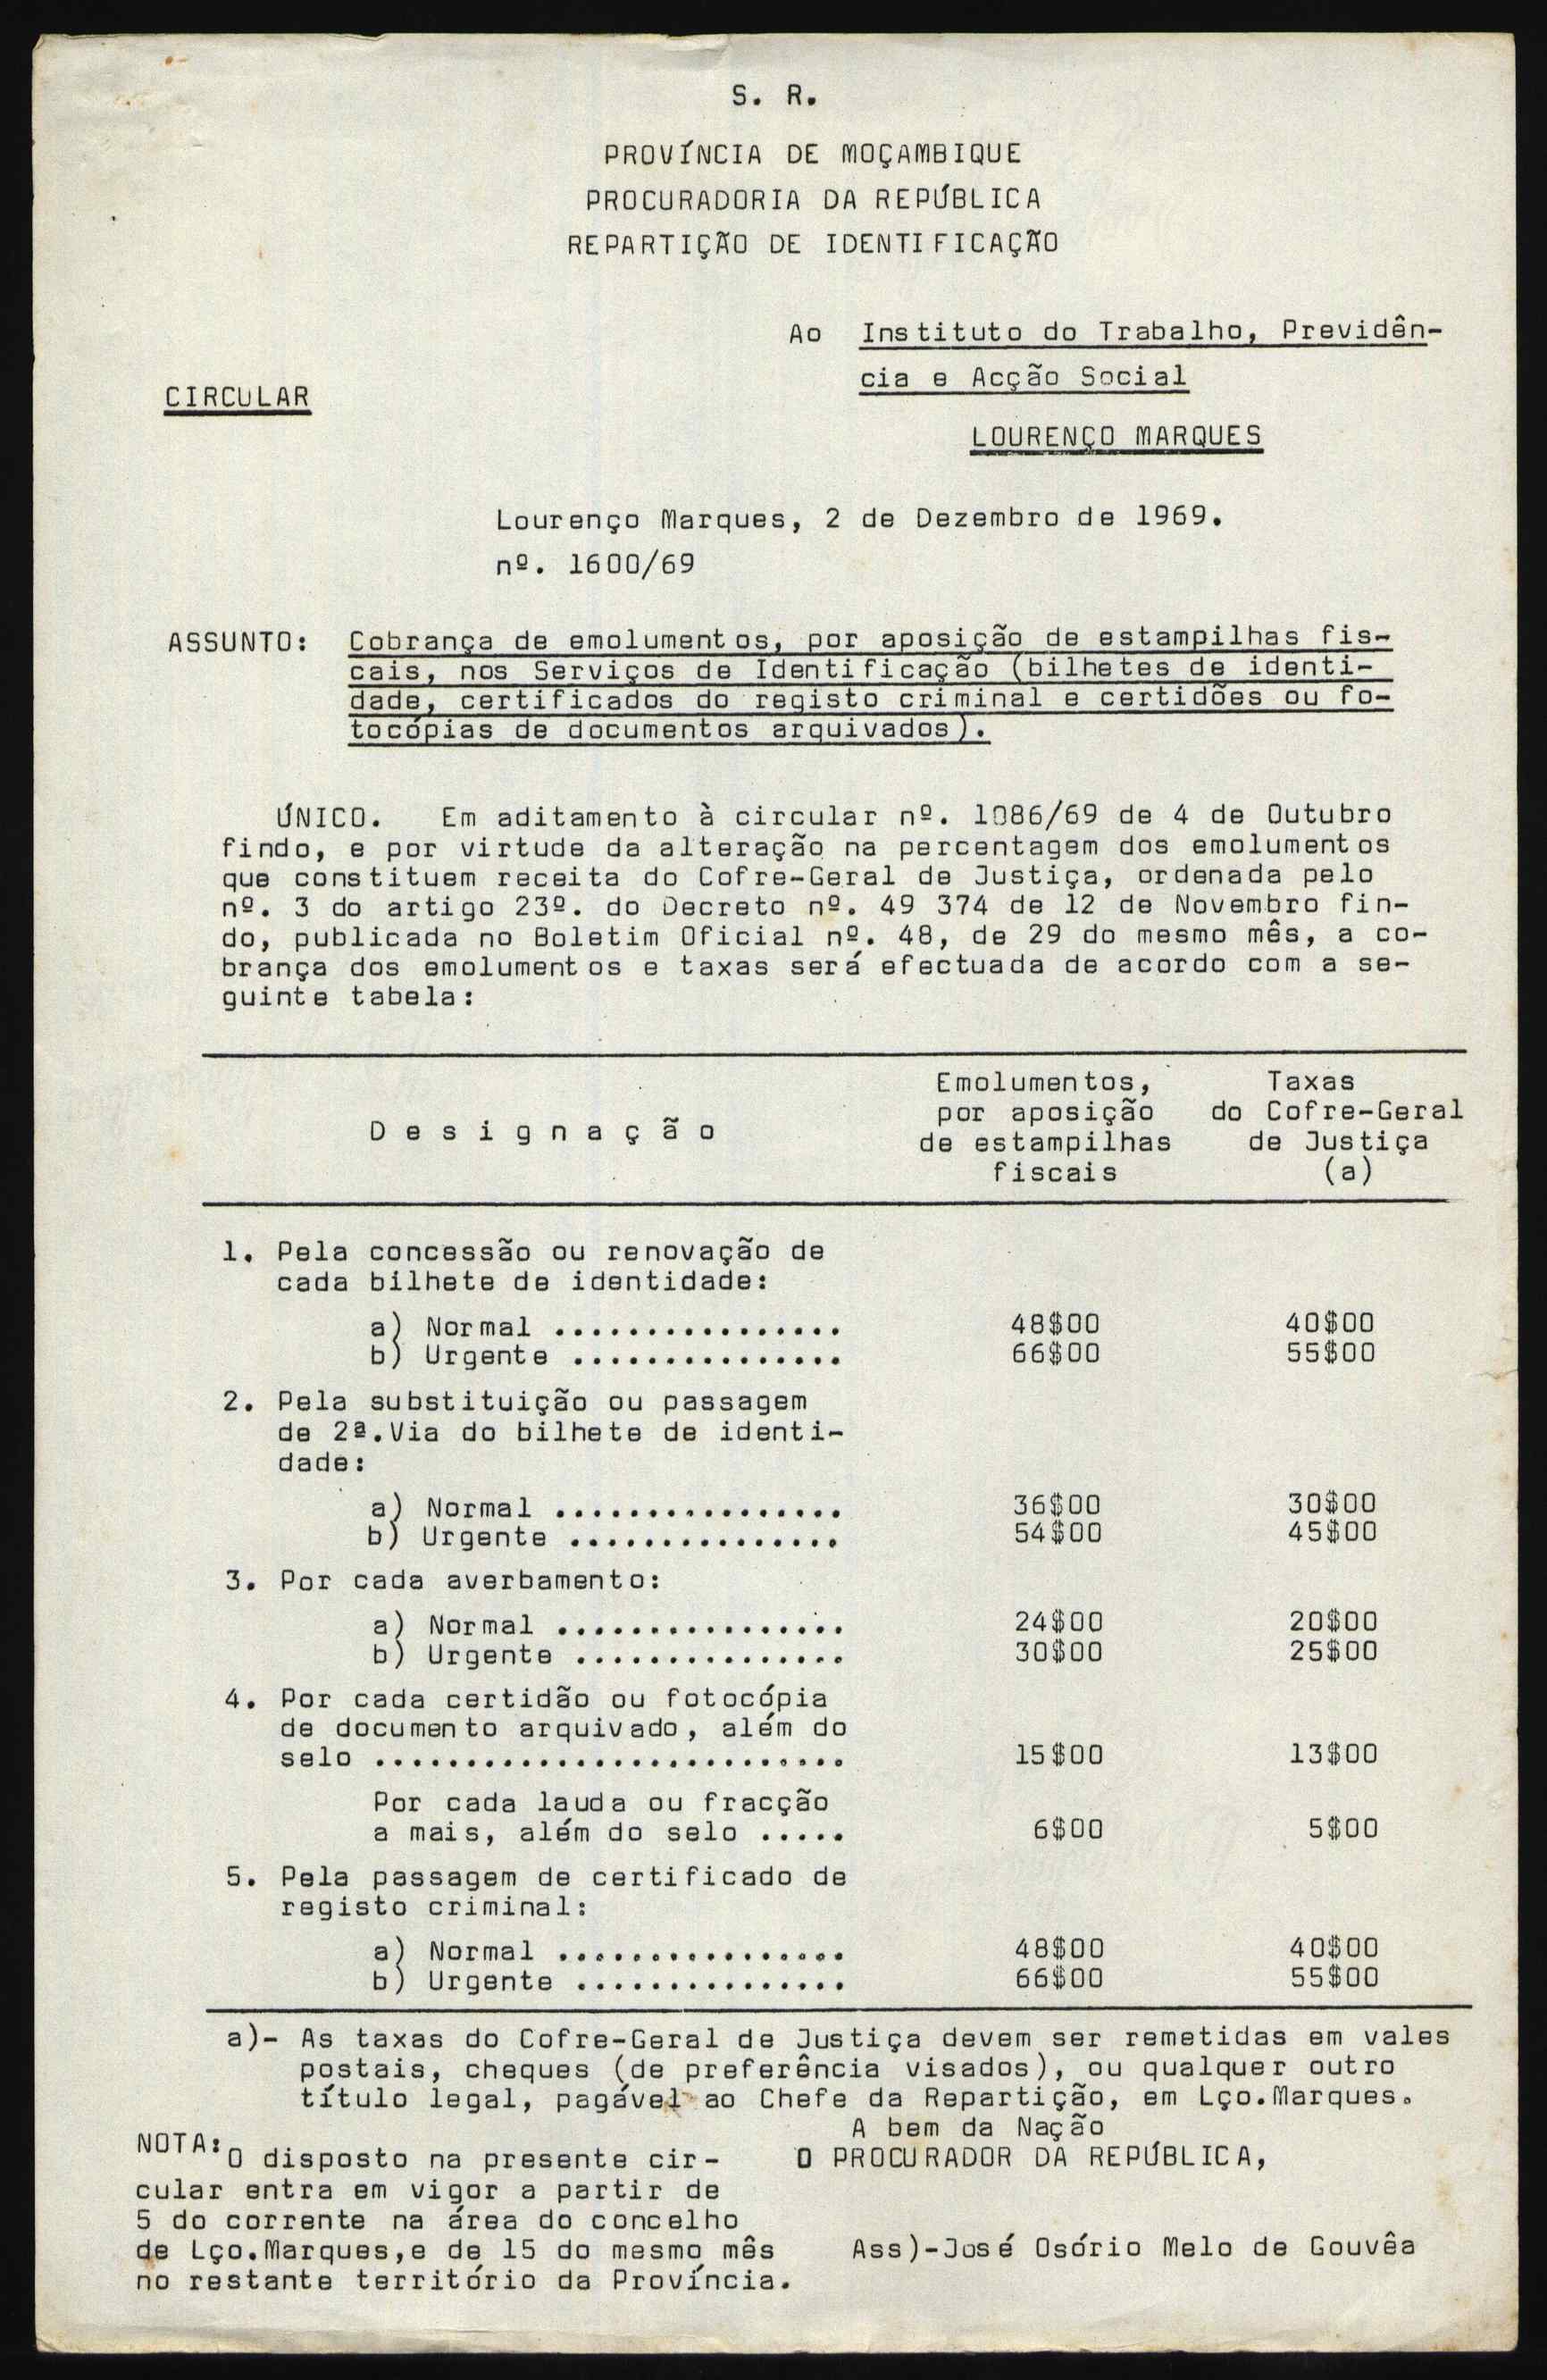 S. R.
PROVÍNCIA DE MOÇAMBIQUE
PROCURADORIA DA REPÚBLICA
REPARTIÇÃO DE IDENTIFICAÇÃO
Ao Instituto do Trabalho, Previdên-
cia e Acção Social
CIRCULAR
LOURENÇO MARQUES
Lourenço Marques, 2 de Dezembro de 1969.
nº. 1600/69
ASSUNTO: Cobrança de emolumentos, por aposição de estampilhas fis-
cais, nos Serviços de Identificação (bilhetes de identi-
dade, certificados do registo criminal e certidões ou fo-
tocópias de documentos arquivados).
ÚNICO. Em aditamento à circular nº. 1086/69 de 4 de Outubro
findo, e por virtude da alteração na percentagem dos emolumentos
que constituem receita do Cofre-Geral de Justiça, ordenada pelo
nº. 3 do artigo 23º. do Decreto nº. 49 374 de 12 de Novembro fin-
do, publicada no Boletim Oficial nº. 48, de 29 do mesmo mês, a co-
brança dos emolumentos e taxas será efectuada de acordo com a se-
guinte tabela:
Emolumentos, Taxas
por aposição do Cofre-Geral
Designação
de estampilhas de Justiça
fiscais (a)
1. Pela concessão ou renovação de
cada bilhete de identidade:
a) Normal ................ 48$00 40$00
b) Urgente ............... 66$00 55$00
2. Pela substituição ou passagem
de 2ª.Via do bilhete de identi-
dade:
a) Normal ................ 36$00 30$00
b) Urgente ............... 54$00 45$00
3. Por cada averbamento:
a) Normal ................ 24$00 20$00
b) Urgente ............... 30$00 25$00
4. Por cada certidão ou fotocópia
de documento arquivado, além do
selo .......................... 15$00 13$00
Por cada lauda ou fracção
a mais, além do selo ..... 6$00 5$00
5. Pela passagem de certificado de
registo criminal:
a) Normal ................ 48$00 40$00
b) Urgente ............... 66$00 55$00
a)- As taxas do Cofre-Geral de Justiça devem ser remetidas em vales
postais, cheques (de preferência visados), ou qualquer outro
título legal, pagável ao Chefe da Repartição, em Lço.Marques.
A bem da Nação
O PROCURADOR DA REPÚBLICA,
Ass)-José Osório Melo de Gouvêa
NOTA:
O disposto na presente cir-
cular entra em vigor a partir de
5 do corrente na área do concelho
de Lço.Marques,e de 15 do mesmo mês
no restante território da Província.